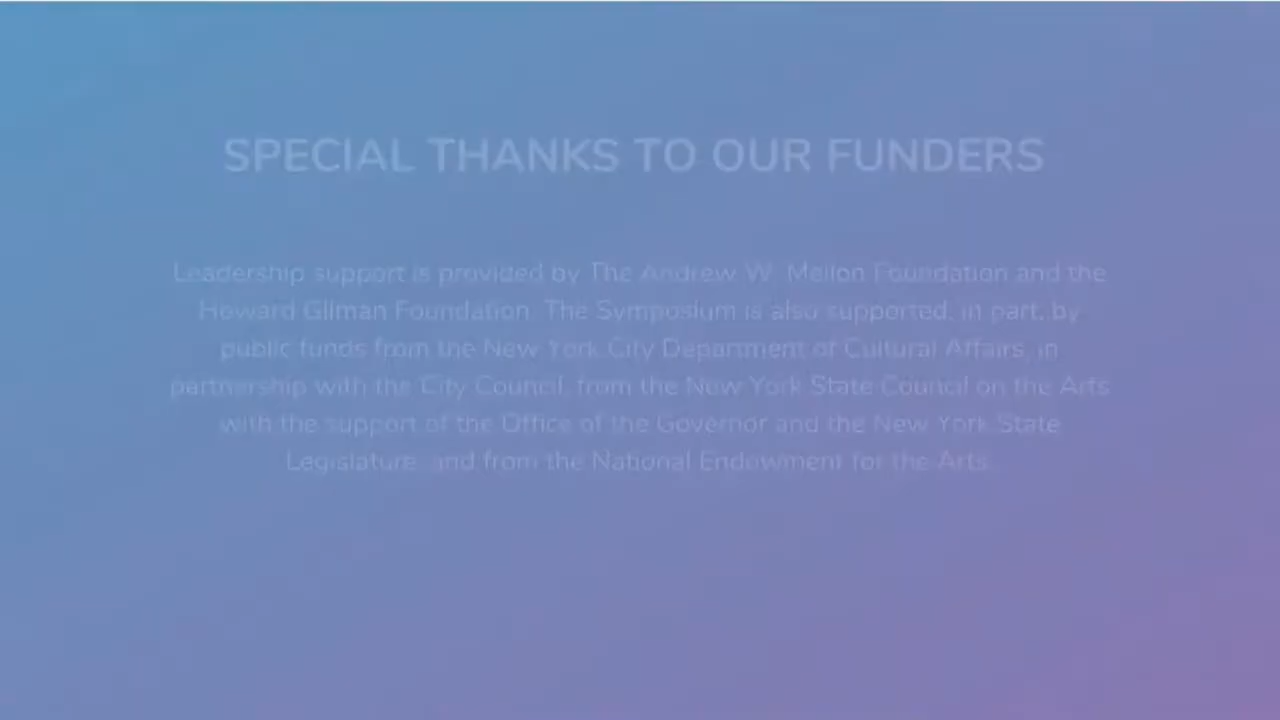 SPECIAL THANKS TO OUR FUNDERS
Leadership support is provided by The Andrew W. Mellon Foundation and the
Howard Gilman Foundation. The Symposium is also supported, in part, by
public funds from the New York City Department of Cultural Affairs, in
partnership with the City Council, from the New York State Council on the Arts
with the support of the Office of the Governor and the New York State
Legislature, and from the National Endowment for the Arts.